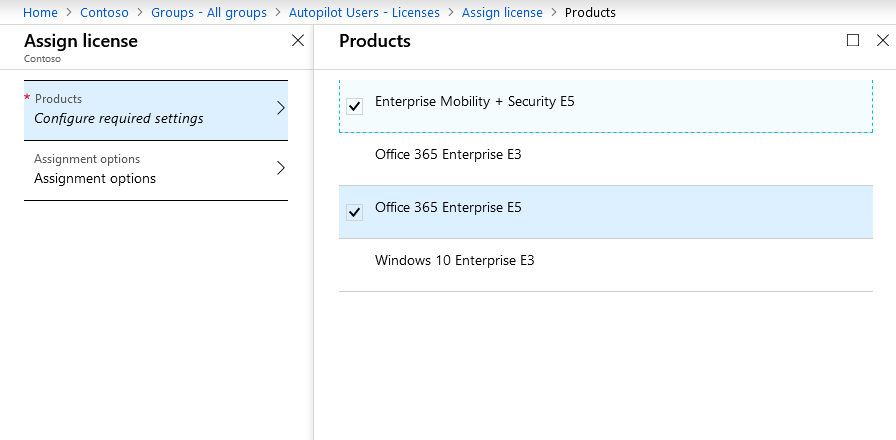 Home > Contoso > Groups - All groups > Autopilot Users - Licenses > Assign license > Products
Assign license
Contoso
* Products
Configure required settings
Assignment options
Assignment options
Products
Enterprise Mobility + Security E5
Office 365 Enterprise E3
Office 365 Enterprise E5
Windows 10 Enterprise E3